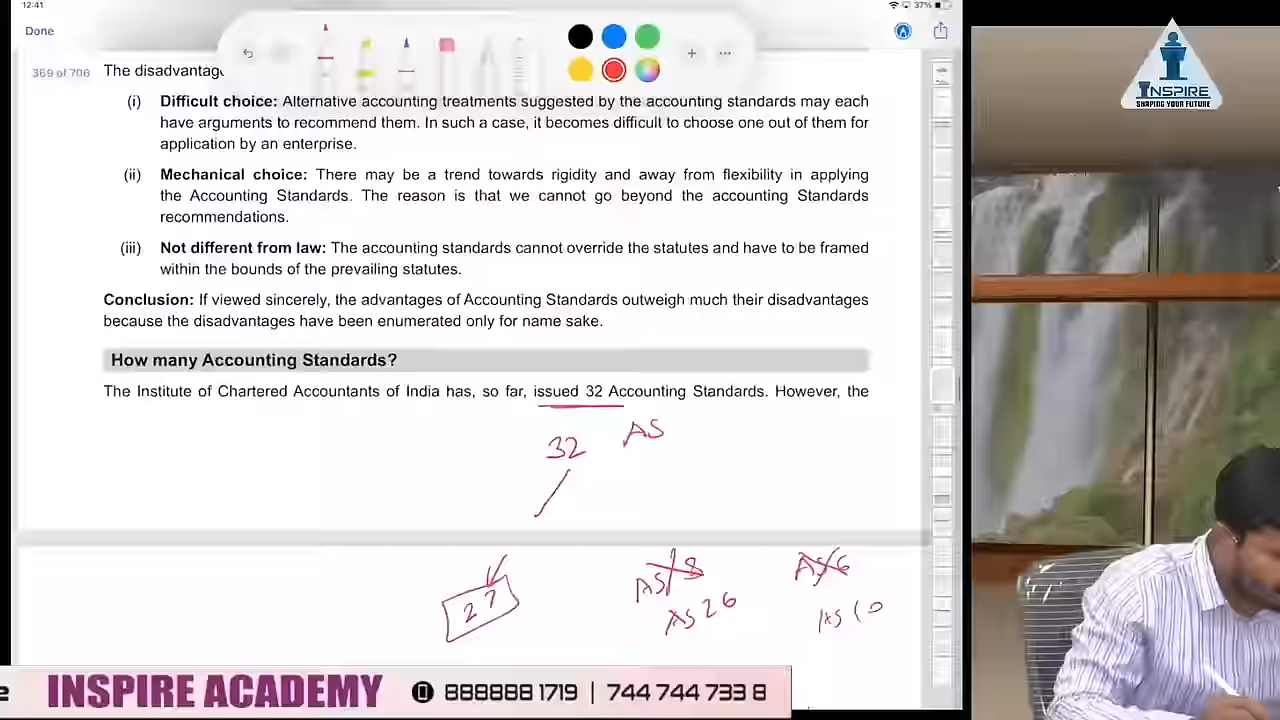 12:41
37%
Done
369 of 706
The disadvantag
(i) Difficult choice: Alternative accounting treatments suggested by the accounting standards may each
have arguments to recommend them. In such a case, it becomes difficult to choose one out of them for
application by an enterprise.
(ii) Mechanical choice: There may be a trend towards rigidity and away from flexibility in applying
the Accounting Standards. The reason is that we cannot go beyond the accounting Standards
recommendations.
(iii) Not different from law: The accounting standards cannot override the statutes and have to be framed
within the bounds of the prevailing statutes.
Conclusion: If viewed sincerely, the advantages of Accounting Standards outweigh much their disadvantages
because the disadvantages have been enumerated only for name sake.
How many Accounting Standards?
The Institute of Chartered Accountants of India has, so far, issued 32 Accounting Standards. However, the
32 AS
27
AS 8 AS 6
AS 26 AS 10
INSPIRE
SHAPING YOUR FUTURE
e INSPIRE ACADEMY 888888 1719 | 744 744 733 8